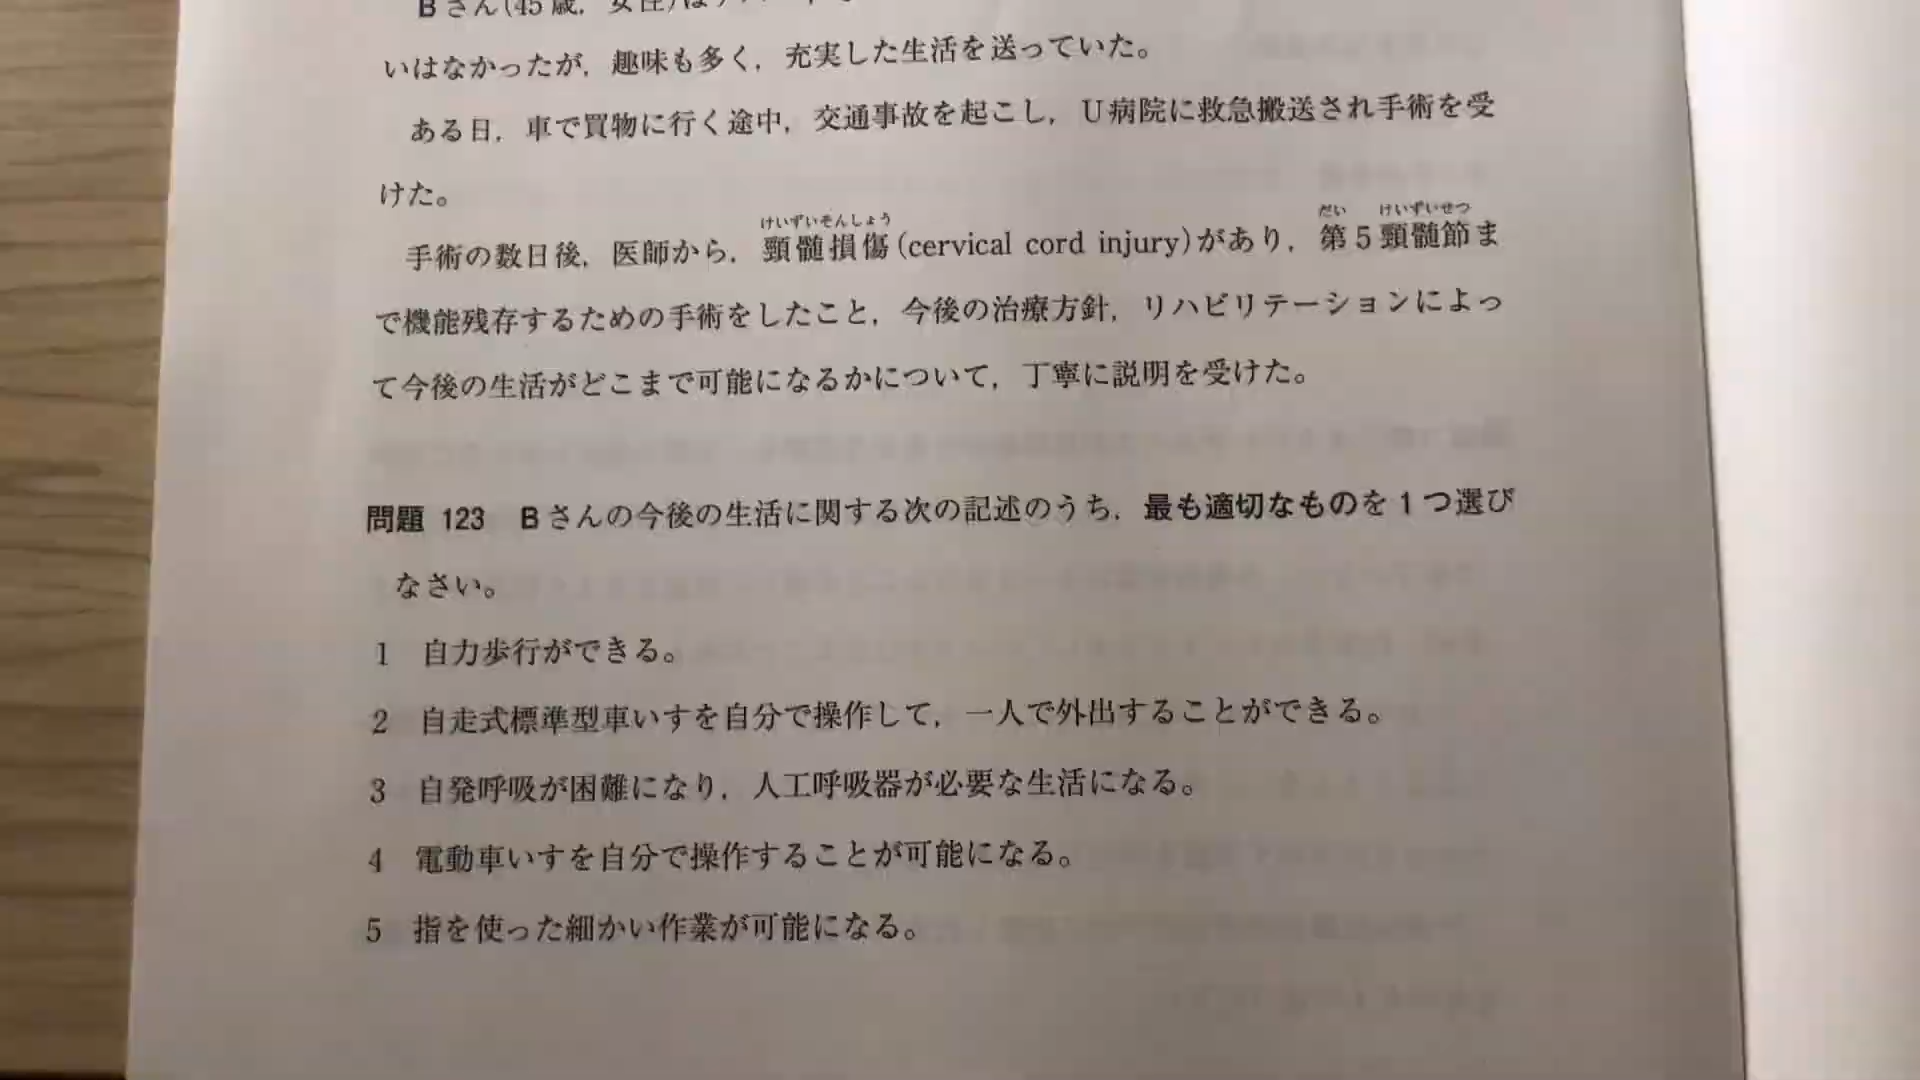 Bさん(45歳，女性)は
いはなかったが，趣味も多く，充実した生活を送っていた。
ある日，車で買物に行く途中，交通事故を起こし，U病院に救急搬送され手術を受
けた。
けいずいそんしょう だい けいずいせつ
手術の数日後，医師から，頸髄損傷(cervical cord injury)があり，第5頸髄節ま
で機能残存するための手術をしたこと，今後の治療方針，リハビリテーションによっ
て今後の生活がどこまで可能になるかについて，丁寧に説明を受けた。
問題 123 Bさんの今後の生活に関する次の記述のうち，最も適切なものを1つ選び
なさい。
1 自力歩行ができる。
2 自走式標準型車いすを自分で操作して，一人で外出することができる。
3 自発呼吸が困難になり，人工呼吸器が必要な生活になる。
4 電動車いすを自分で操作することが可能になる。
5 指を使った細かい作業が可能になる。